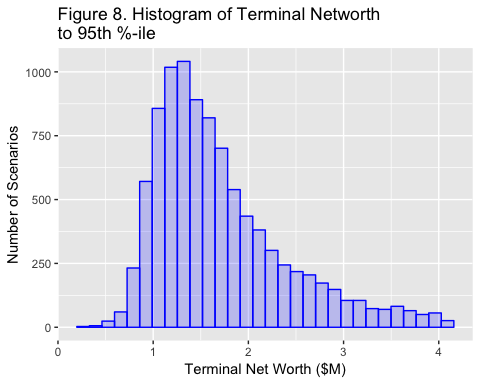 Figure 8. Histogram of Terminal Networth
to 95th %-ile
1000
750
500
250
0
Number of Scenarios
0 1 2 3 4
Terminal Net Worth ($M)